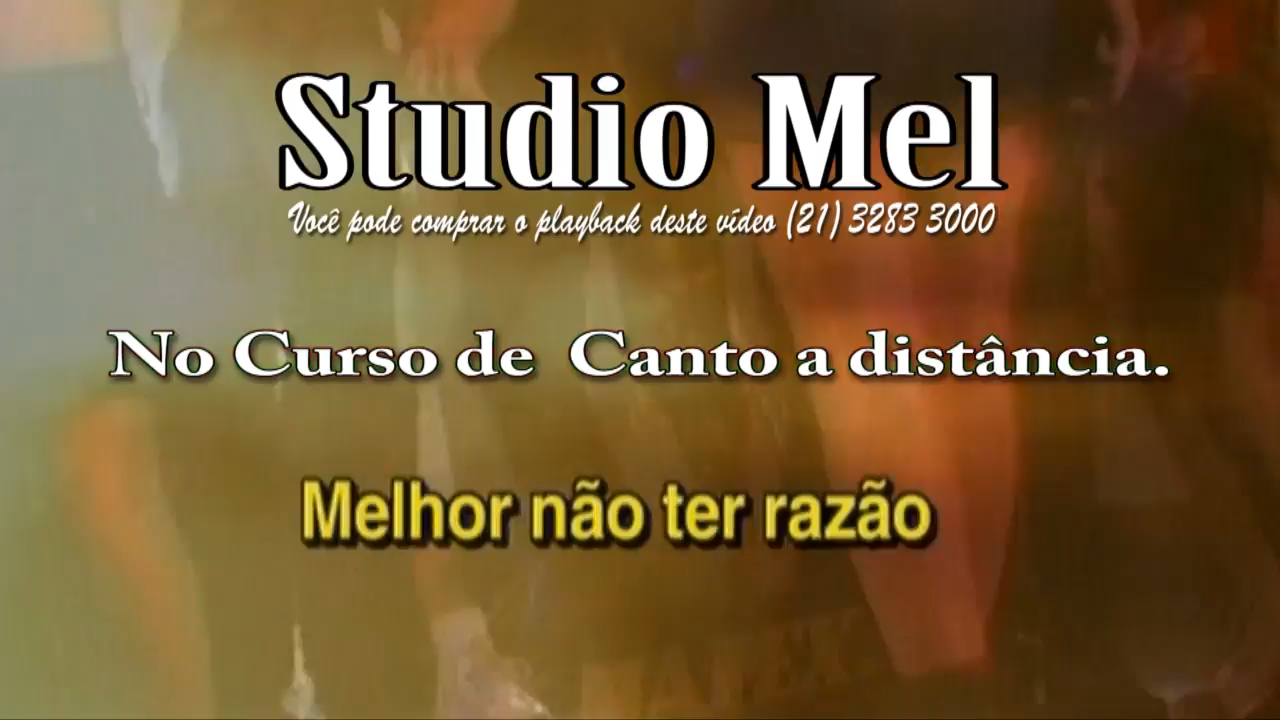 Studio Mel
Você pode comprar o playback deste vídeo (21) 3283 3000
No Curso de Canto a distância.
Melhor não ter razão